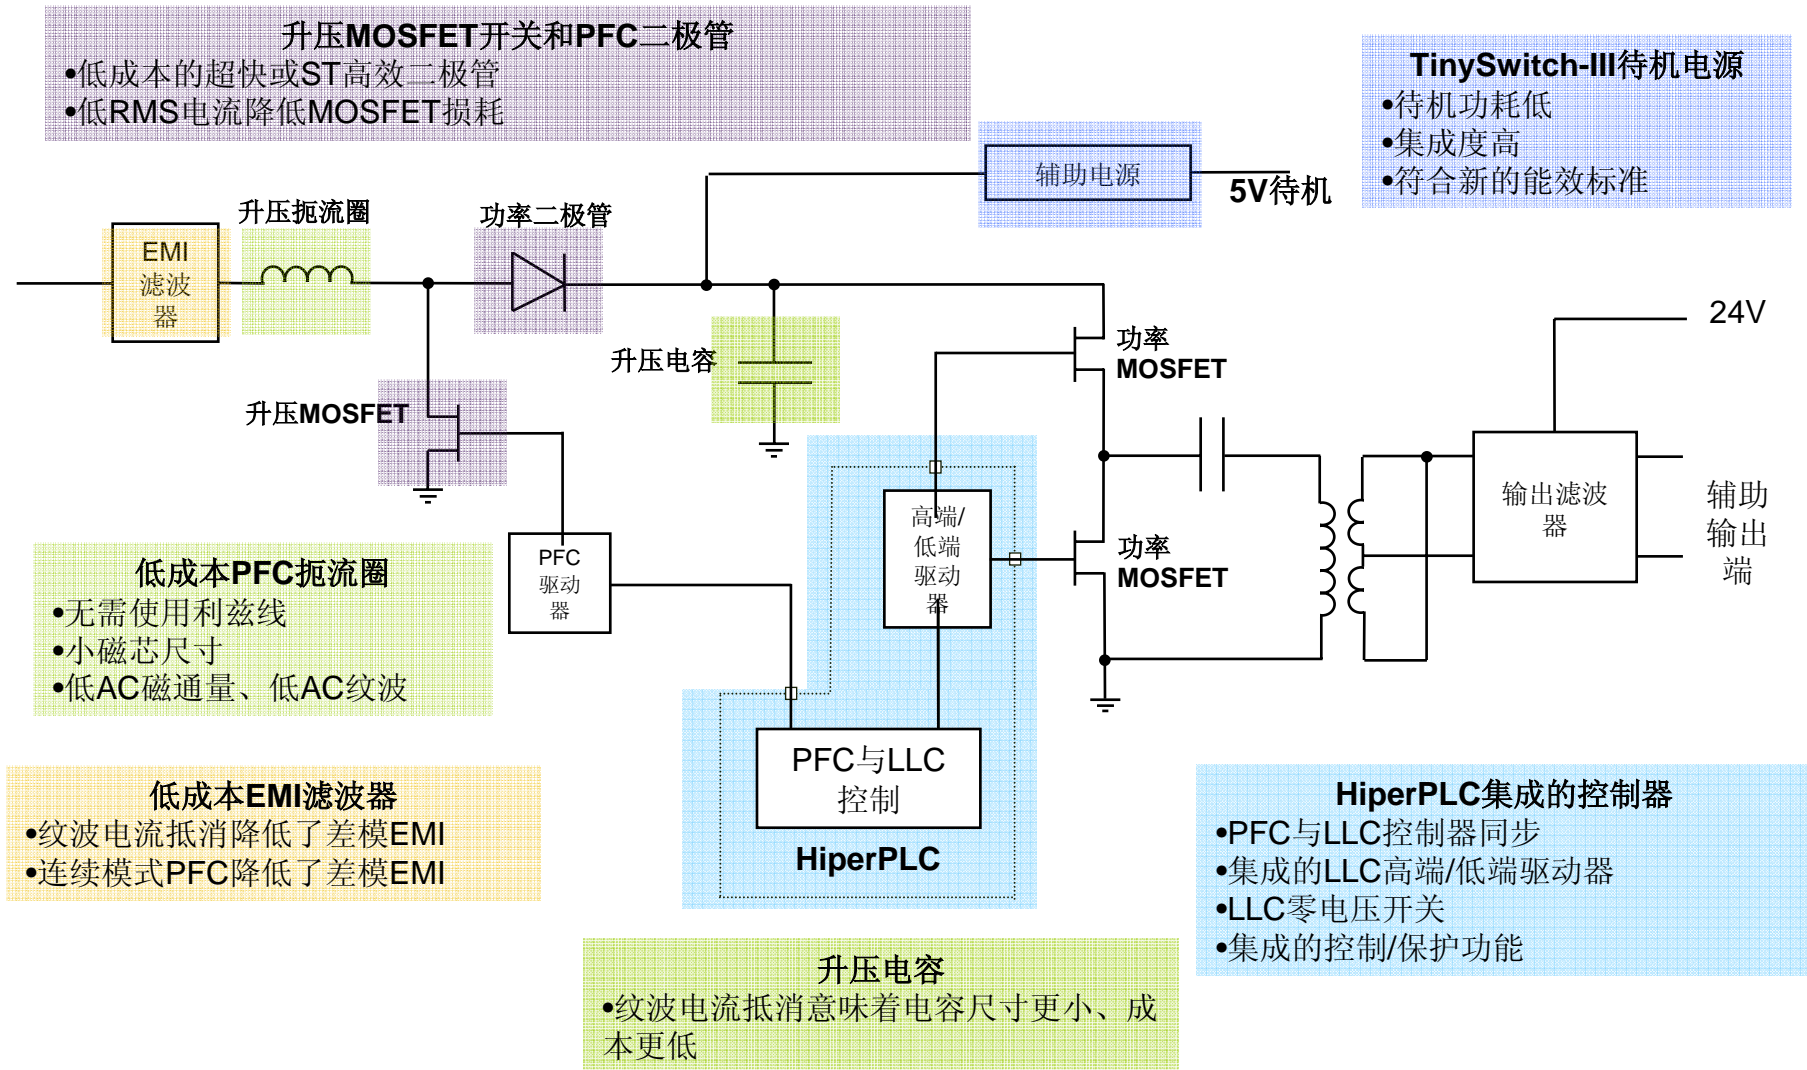 升压MOSFET开关和PFC二极管
•低成本的超快或ST高效二极管
•低RMS电流降低MOSFET损耗
TinySwitch-III待机电源
•待机功耗低
•集成度高
•符合新的能效标准
辅助电源
5V待机
升压扼流圈
功率二极管
EMI
滤波
器
24V
升压电容
功率
MOSFET
升压MOSFET
高端/
低端
驱动
器
输出滤波
器
辅助
输出
端
功率
MOSFET
PFC
驱动
器
低成本PFC扼流圈
•无需使用利兹线
•小磁芯尺寸
•低AC磁通量、低AC纹波
PFC与LLC
控制
HiperPLC
低成本EMI滤波器
•纹波电流抵消降低了差模EMI
•连续模式PFC降低了差模EMI
HiperPLC集成的控制器
•PFC与LLC控制器同步
•集成的LLC高端/低端驱动器
•LLC零电压开关
•集成的控制/保护功能
升压电容
•纹波电流抵消意味着电容尺寸更小、成
本更低